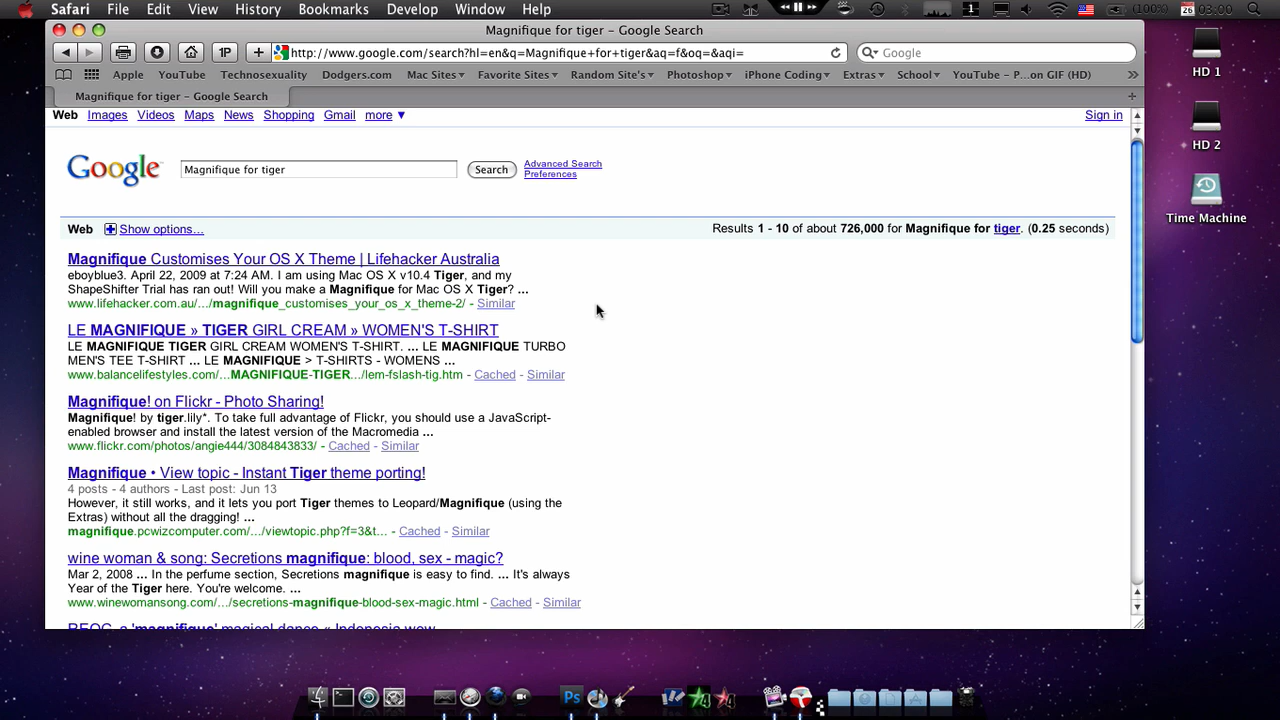 Safari File Edit View History Bookmarks Develop Window Help
1 (100%) 26 03:00
Magnifique for tiger – Google Search
1P http://www.google.com/search?hl=en&q=Magnifique+for+tiger&aq=f&oq=&aqi= Google
Apple YouTube Technosexuality Dodgers.com Mac Sites Favorite Sites Random Site's Photoshop iPhone Coding Extras School YouTube - P...on GIF (HD)
Magnifique for tiger – Google Search
Web Images Videos Maps News Shopping Gmail more Sign in
Google Magnifique for tiger Search Advanced Search
Preferences
Web Show options... Results 1 - 10 of about 726,000 for Magnifique for tiger. (0.25 seconds)
Magnifique Customises Your OS X Theme | Lifehacker Australia
eboyblue3. April 22, 2009 at 7:24 AM. I am using Mac OS X v10.4 Tiger, and my
ShapeShifter Trial has ran out! Will you make a Magnifique for Mac OS X Tiger? ...
www.lifehacker.com.au/.../magnifique_customises_your_os_x_theme-2/ - Similar
LE MAGNIFIQUE » TIGER GIRL CREAM » WOMEN'S T-SHIRT
LE MAGNIFIQUE TIGER GIRL CREAM WOMEN'S T-SHIRT. ... LE MAGNIFIQUE TURBO
MEN'S TEE T-SHIRT ... LE MAGNIFIQUE > T-SHIRTS - WOMENS ...
www.balancelifestyles.com/...MAGNIFIQUE-TIGER.../lem-fslash-tig.htm - Cached - Similar
Magnifique! on Flickr - Photo Sharing!
Magnifique! by tiger.lily*. To take full advantage of Flickr, you should use a JavaScript-
enabled browser and install the latest version of the Macromedia ...
www.flickr.com/photos/angie444/3084843833/ - Cached - Similar
Magnifique • View topic - Instant Tiger theme porting!
4 posts - 4 authors - Last post: Jun 13
However, it still works, and it lets you port Tiger themes to Leopard/Magnifique (using the
Extras) without all the dragging! ...
magnifique.pcwizcomputer.com/.../viewtopic.php?f=3&t... - Cached - Similar
wine woman & song: Secretions magnifique: blood, sex - magic?
Mar 2, 2008 ... In the perfume section, Secretions magnifique is easy to find. ... It's always
Year of the Tiger here. You're welcome. ...
www.winewomansong.com/.../secretions-magnifique-blood-sex-magic.html - Cached - Similar
HD 1
HD 2
Time Machine
Ps